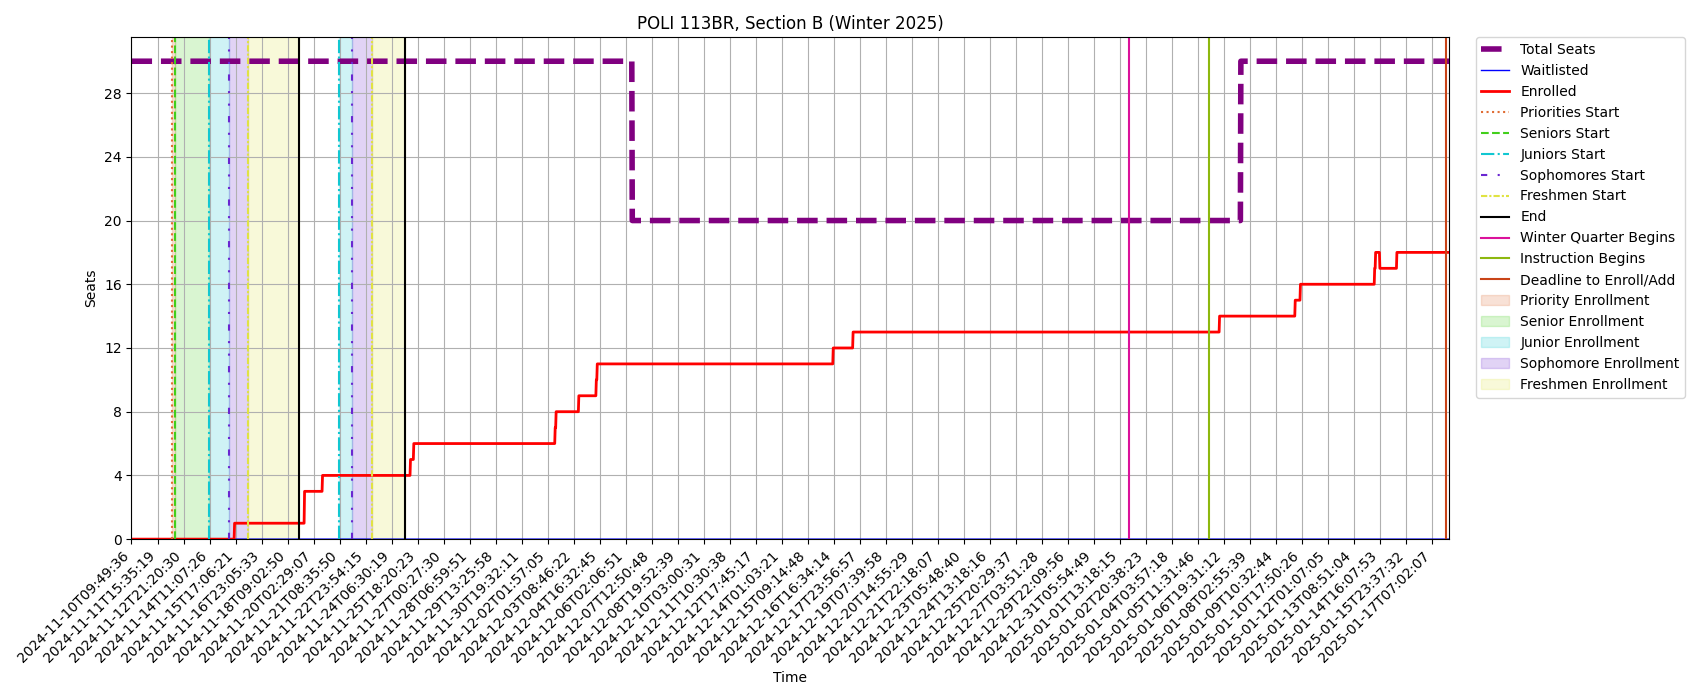 POLI 113BR, Section B (Winter 2025)
Seats
28
24
20
16
12
8
4
0
2024-11-10T09:49:36
2024-11-11T15:35:19
2024-11-12T21:20:30
2024-11-14T11:07:26
2024-11-15T17:06:21
2024-11-16T23:05:33
2024-11-18T09:02:50
2024-11-20T02:29:07
2024-11-21T08:35:50
2024-11-22T23:54:15
2024-11-24T06:30:19
2024-11-25T18:20:23
2024-11-27T00:27:30
2024-11-28T06:59:51
2024-11-29T13:25:58
2024-11-30T19:32:11
2024-12-02T01:57:05
2024-12-03T08:46:22
2024-12-04T16:32:45
2024-12-06T02:06:51
2024-12-07T12:50:48
2024-12-08T19:52:39
2024-12-10T03:00:31
2024-12-11T10:30:38
2024-12-12T17:45:17
2024-12-14T01:03:21
2024-12-15T09:14:48
2024-12-16T16:34:14
2024-12-17T23:56:57
2024-12-19T07:39:58
2024-12-20T14:55:29
2024-12-21T22:18:07
2024-12-23T05:48:40
2024-12-24T13:18:16
2024-12-25T20:29:37
2024-12-27T03:51:28
2024-12-29T22:09:56
2024-12-31T05:54:49
2025-01-01T13:18:15
2025-01-02T20:38:23
2025-01-04T03:57:18
2025-01-05T11:31:46
2025-01-06T19:31:12
2025-01-08T02:55:39
2025-01-09T10:32:44
2025-01-10T17:50:26
2025-01-12T01:07:05
2025-01-13T08:51:04
2025-01-14T16:07:53
2025-01-15T23:37:32
2025-01-17T07:02:07
Time
Total Seats
Waitlisted
Enrolled
Priorities Start
Seniors Start
Juniors Start
Sophomores Start
Freshmen Start
End
Winter Quarter Begins
Instruction Begins
Deadline to Enroll/Add
Priority Enrollment
Senior Enrollment
Junior Enrollment
Sophomore Enrollment
Freshmen Enrollment